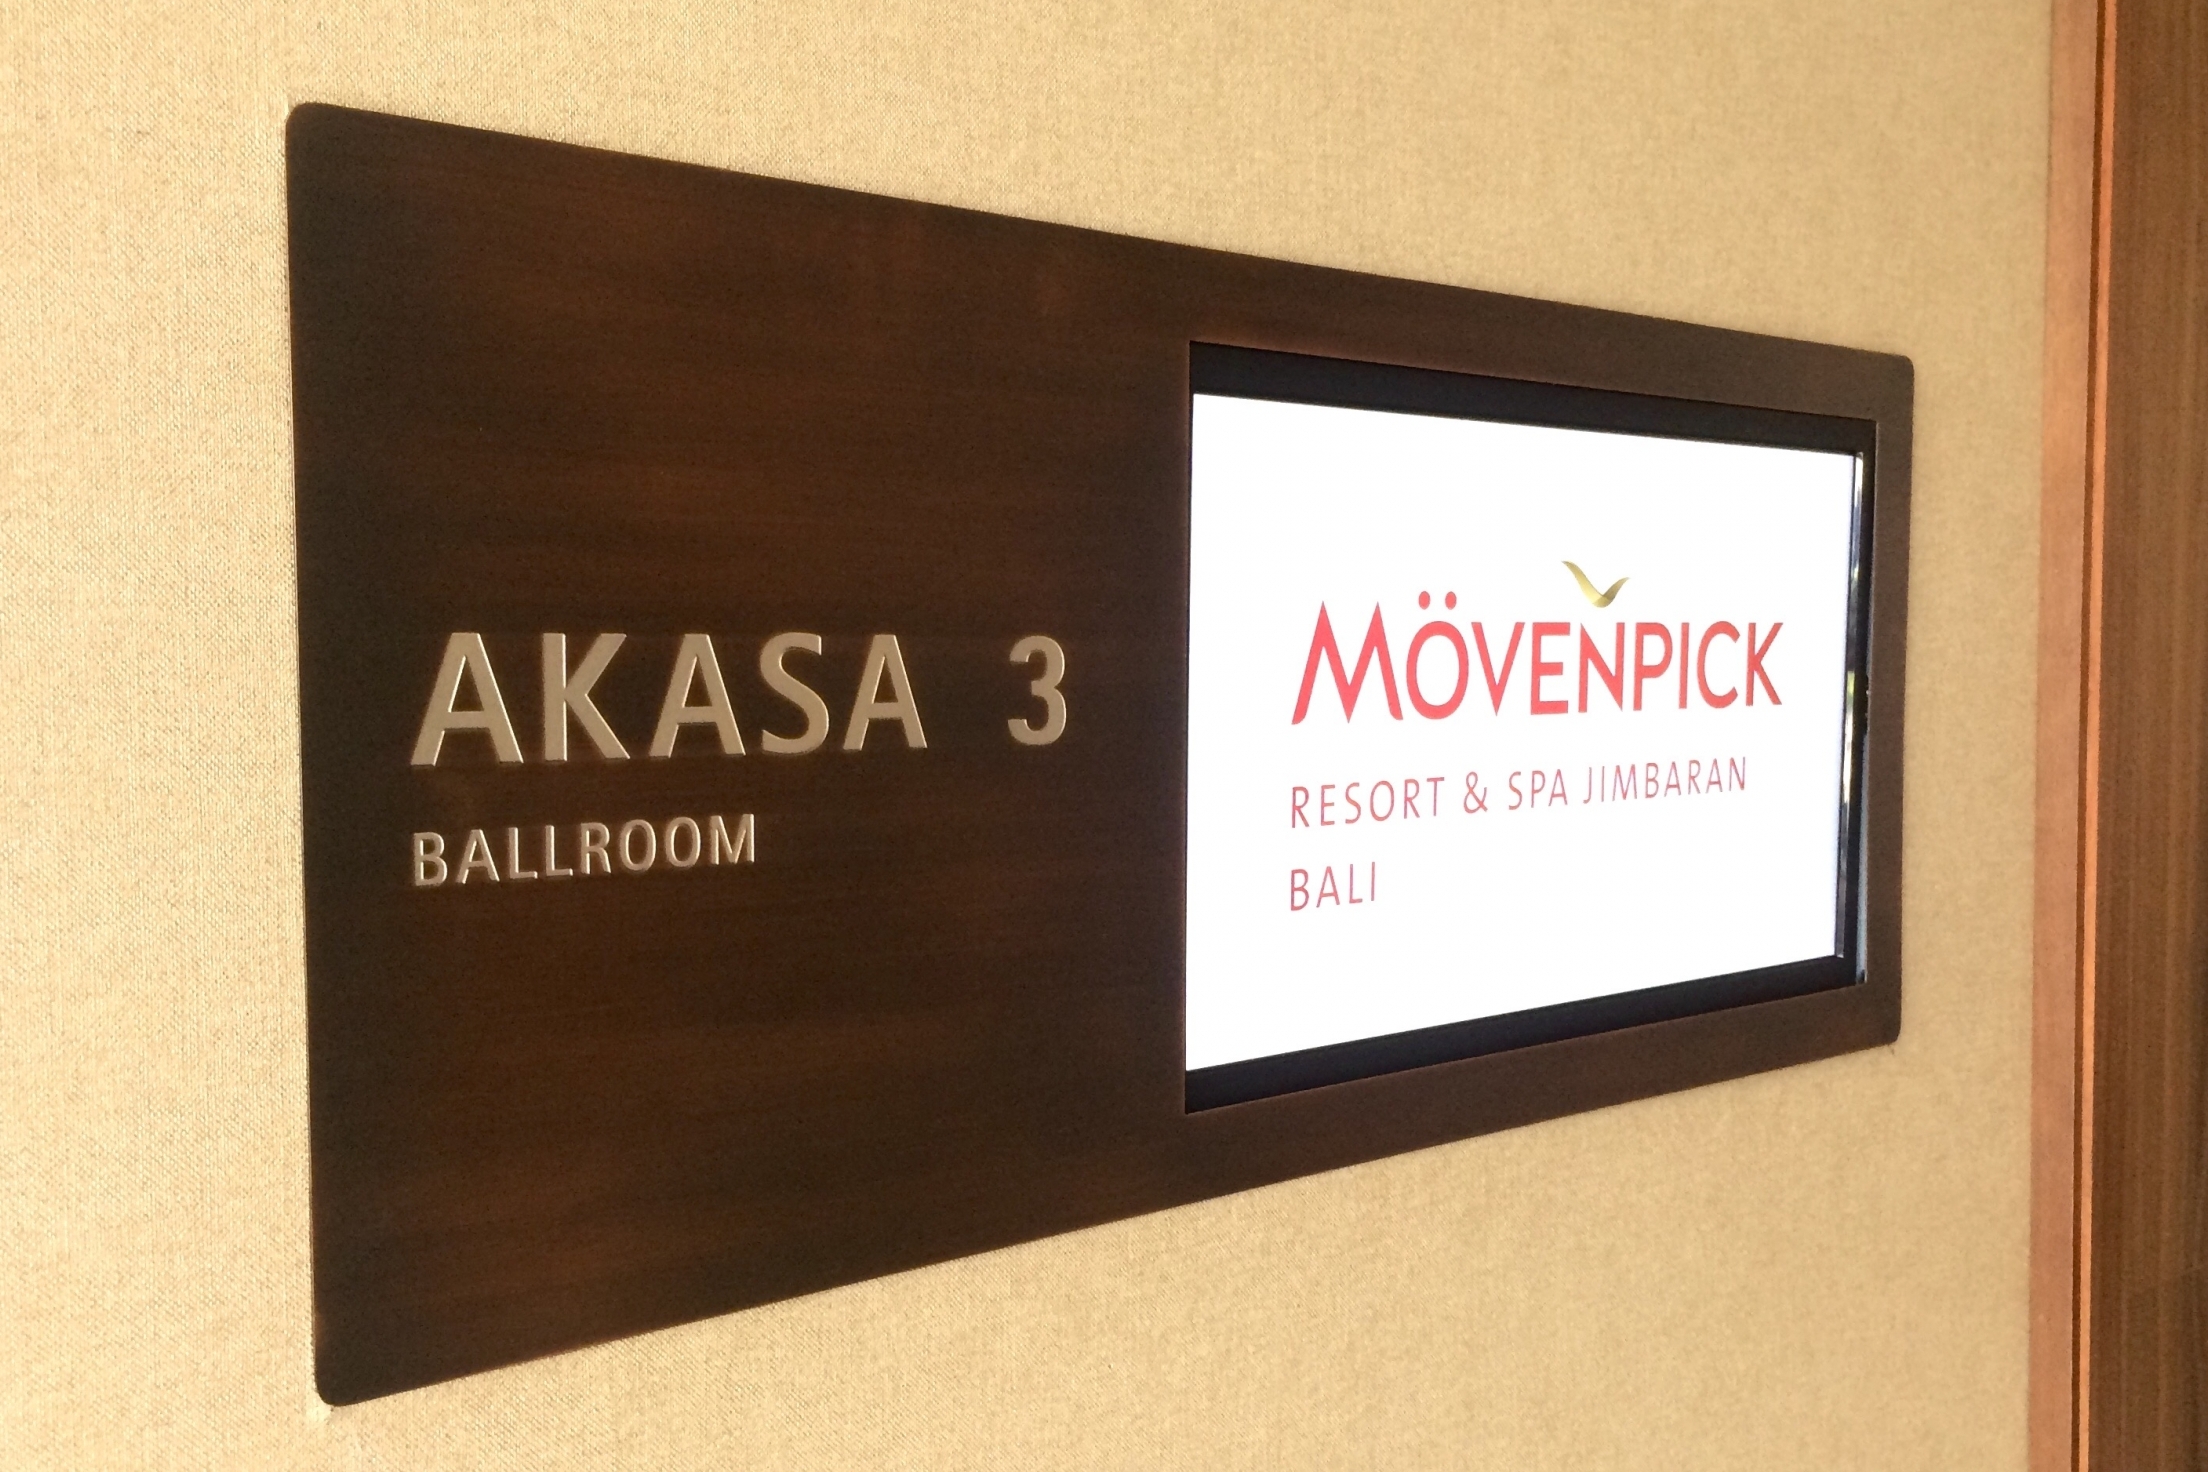 AKASA 3
BALLROOM
MÖVENPICK
RESORT & SPA JIMBARAN
BALI